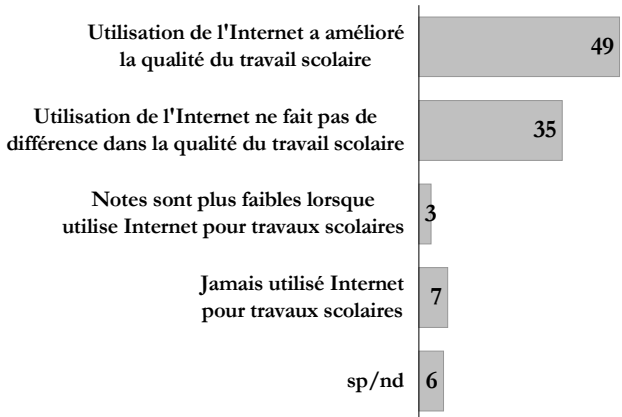 Utilisation de l'Internet a amélioré
la qualité du travail scolaire
49
Utilisation de l'Internet ne fait pas de
différence dans la qualité du travail scolaire
35
Notes sont plus faibles lorsque
utilise Internet pour travaux scolaires
3
Jamais utilisé Internet
pour travaux scolaires
7
sp/nd
6